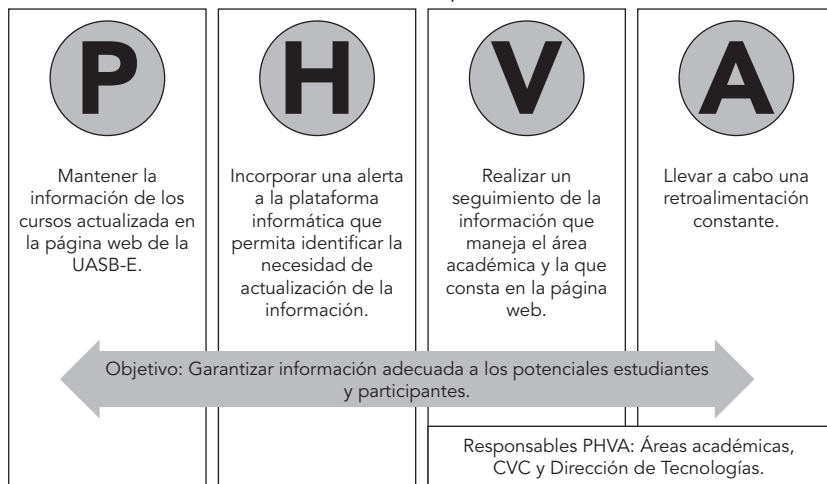 P
Mantener la
información de los
cursos actualizada en
la página web de la
UASB-E.
H
Incorporar una alerta
a la plataforma
informática que
permita identificar la
necesidad de
actualización de la
información.
V
Realizar un
seguimiento de la
información que
maneja el área
académica y la que
consta en la página
web.
A
Llevar a cabo una
retroalimentación
constante.
Objetivo: Garantizar información adecuada a los potenciales estudiantes
y participantes.
Responsables PHVA: Áreas académicas,
CVC y Dirección de Tecnologías.